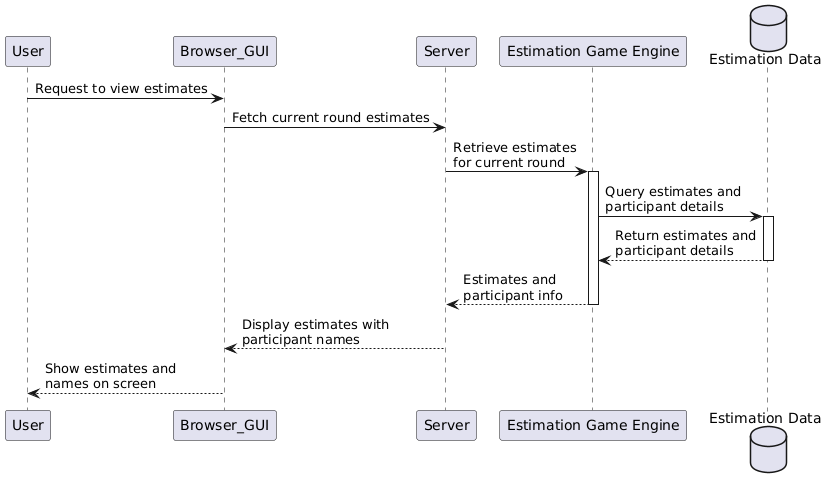 User
Browser_GUI
Server
Estimation Game Engine
Estimation Data
Request to view estimates
Fetch current round estimates
Retrieve estimates
for current round
Query estimates and
participant details
Return estimates and
participant details
Estimates and
participant info
Display estimates with
participant names
Show estimates and
names on screen
User
Browser_GUI
Server
Estimation Game Engine
Estimation Data